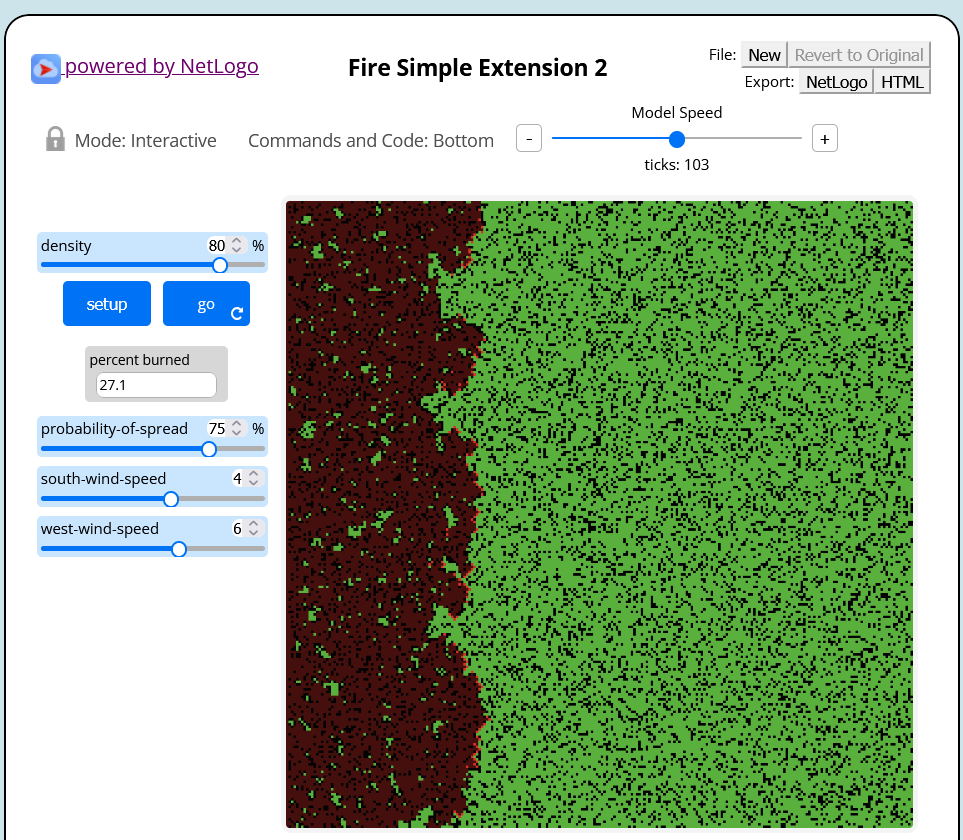 powered by NetLogo
Fire Simple Extension 2
File: New Revert to Original
Export: NetLogo HTML
Mode: Interactive
Commands and Code: Bottom
Model Speed
- +
ticks: 103
density 80 %
setup
go
percent burned
27.1
probability-of-spread 75 %
south-wind-speed 4
west-wind-speed 6